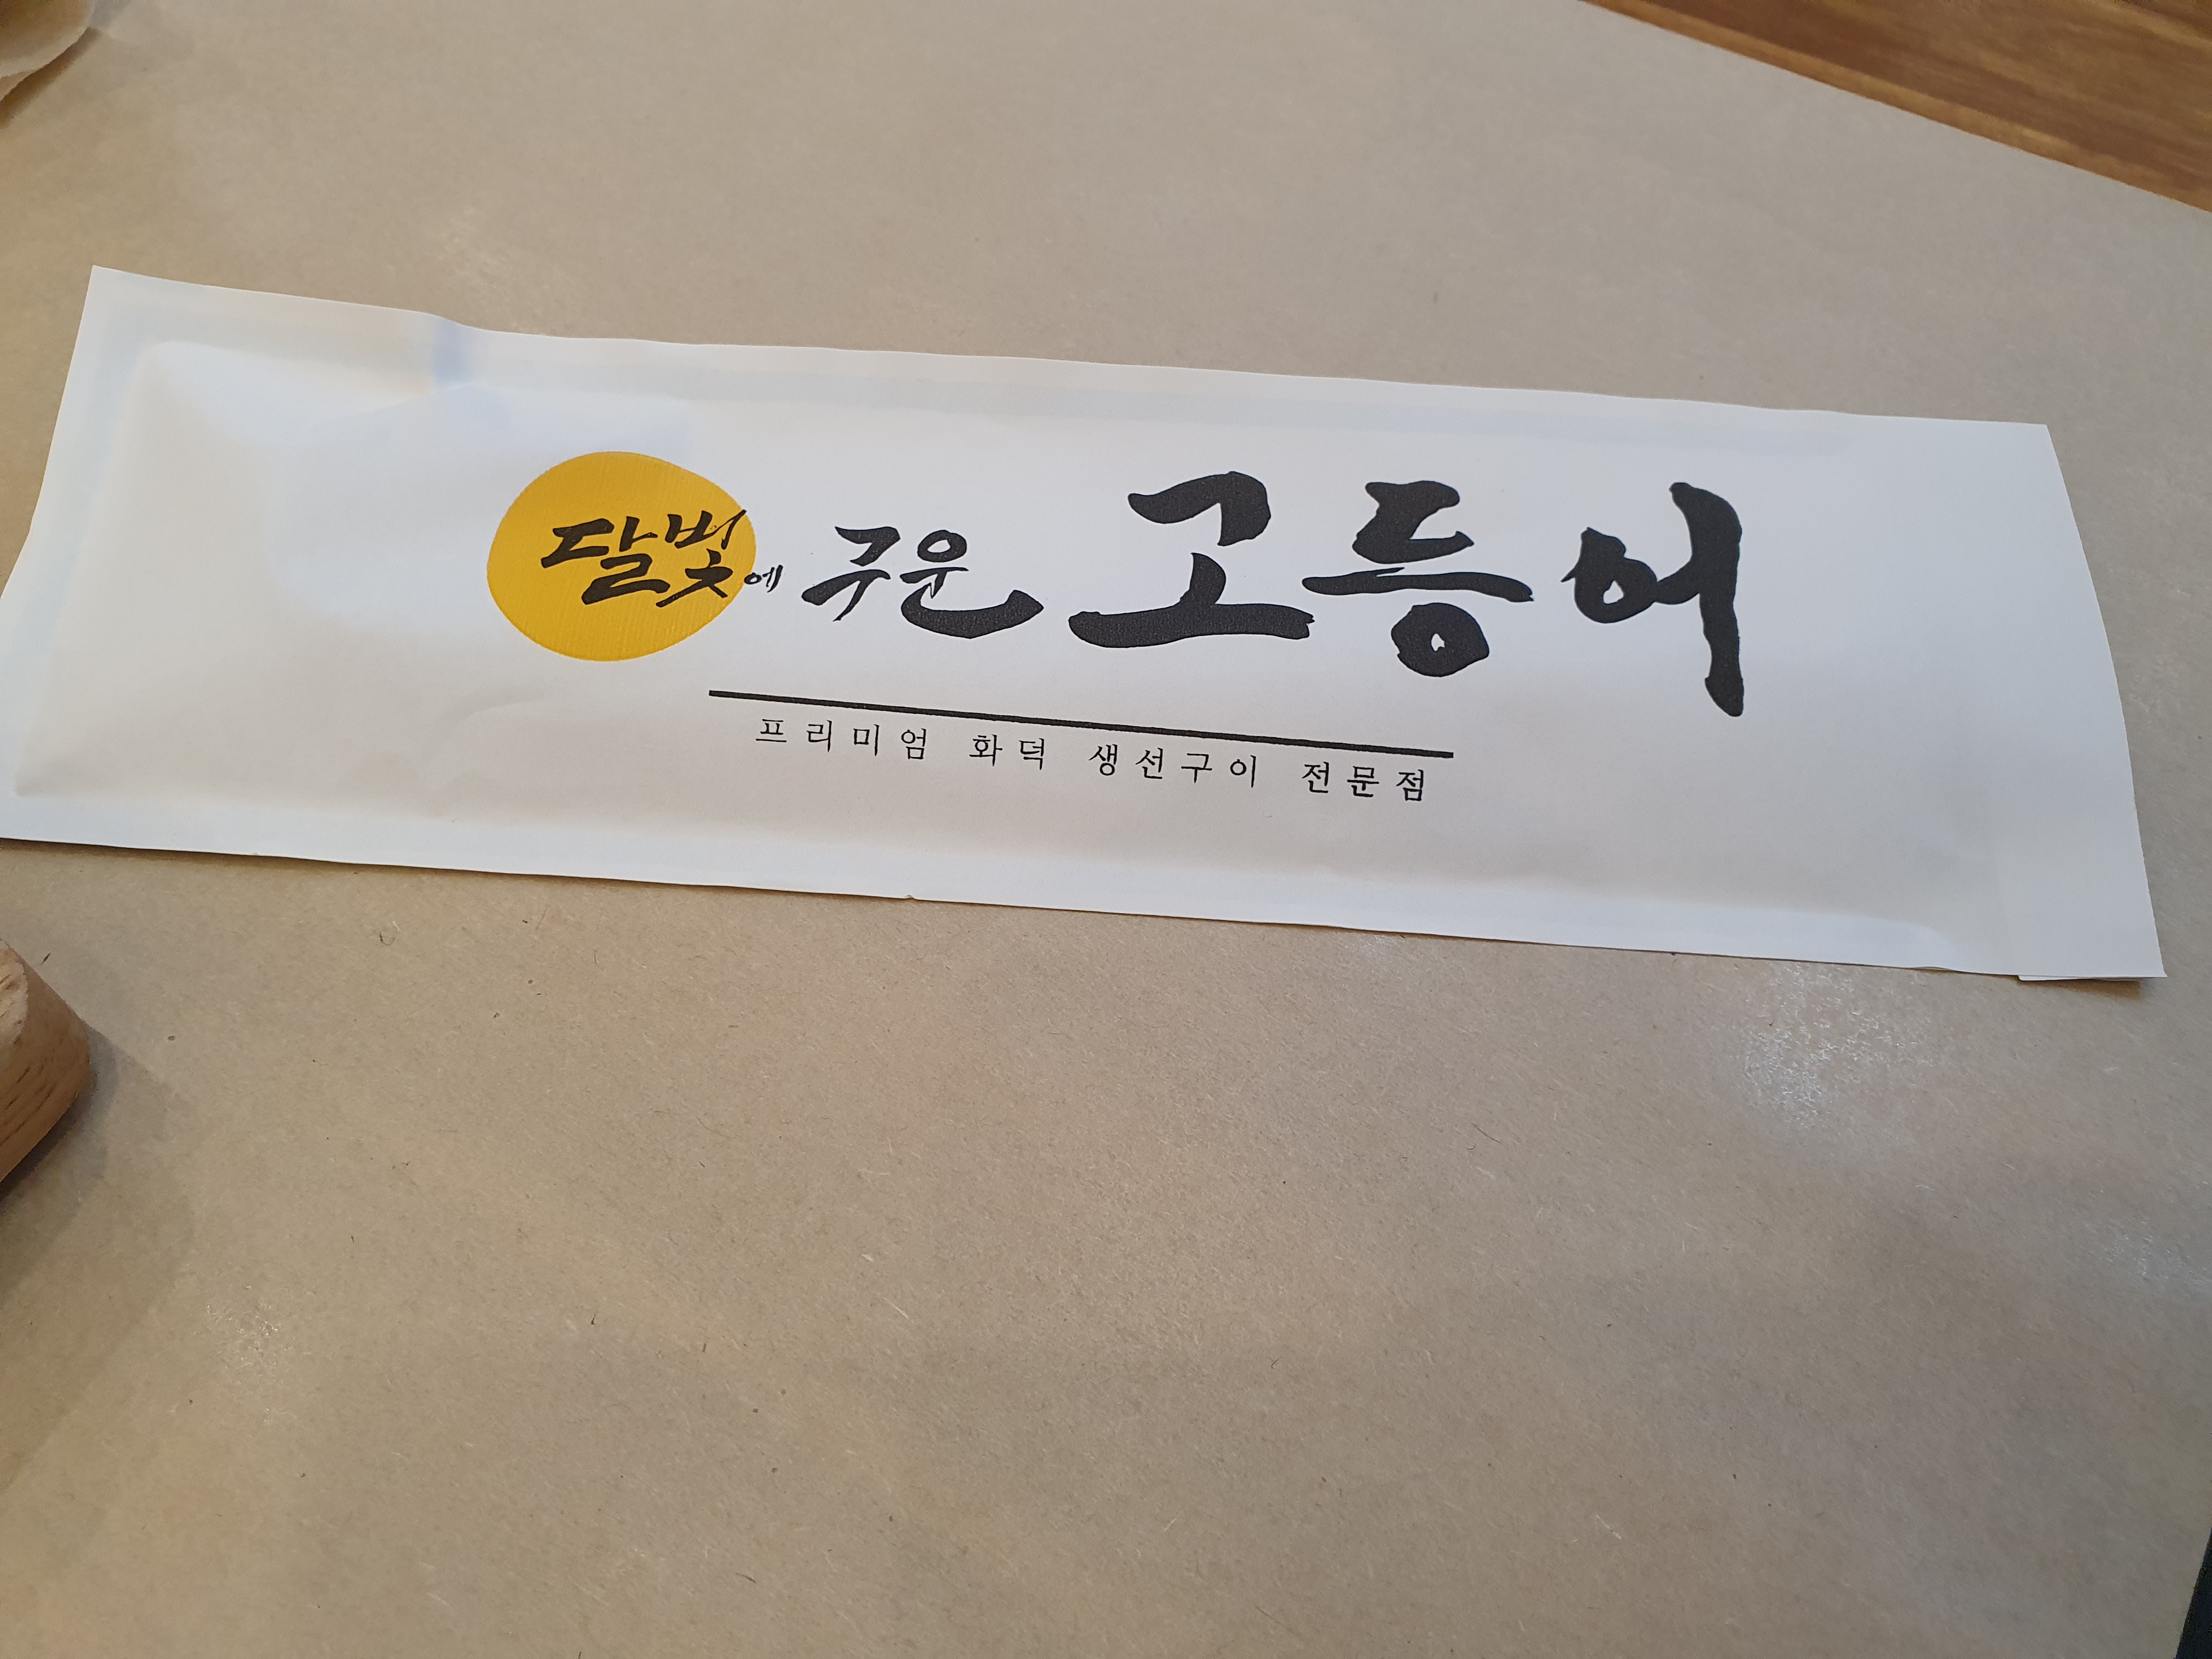 달빛에 구운 고등어
프리미엄 화덕 생선구이 전문점